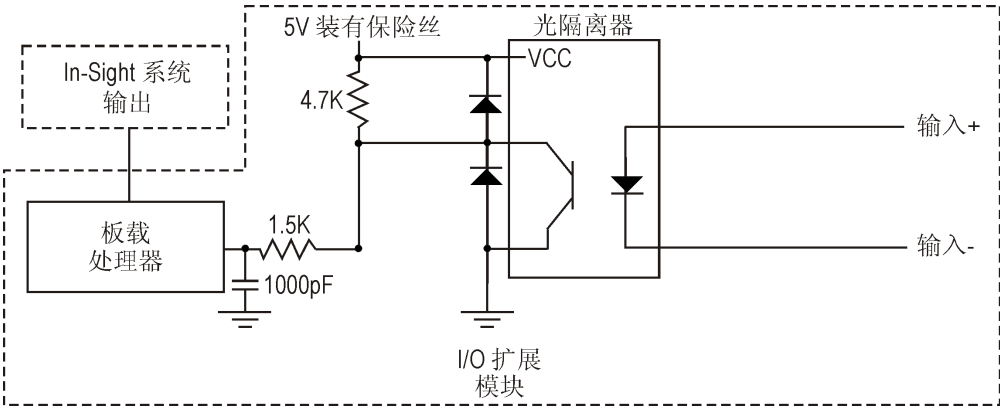 5V 装有保险丝
光隔离器
VCC
In-Sight 系统
输出
4.7K
输入+
板载
处理器
1.5K
输入-
1000pF
I/O 扩展
模块